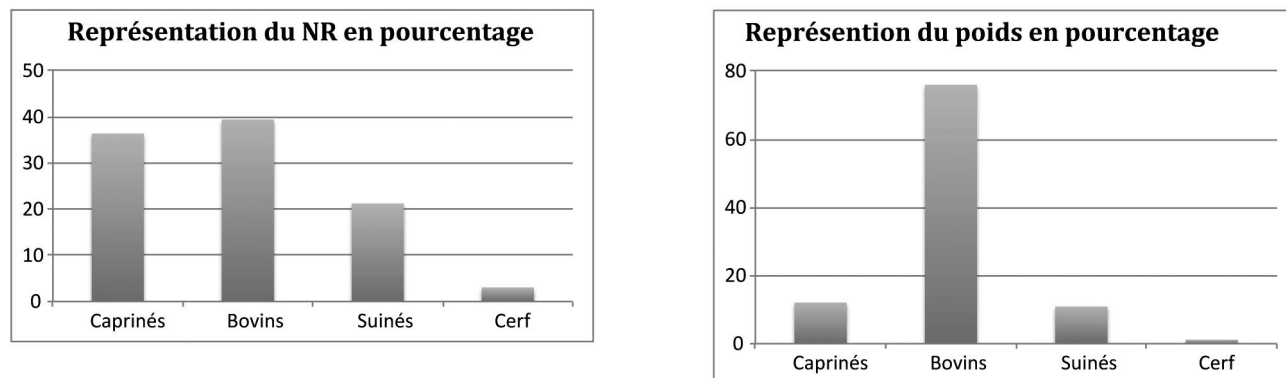 Représentation du NR en pourcentage
50
40
30
20
10
0
Caprinés Bovins Suinés Cerf
Représention du poids en pourcentage
80
60
40
20
0
Caprinés Bovins Suinés Cerf